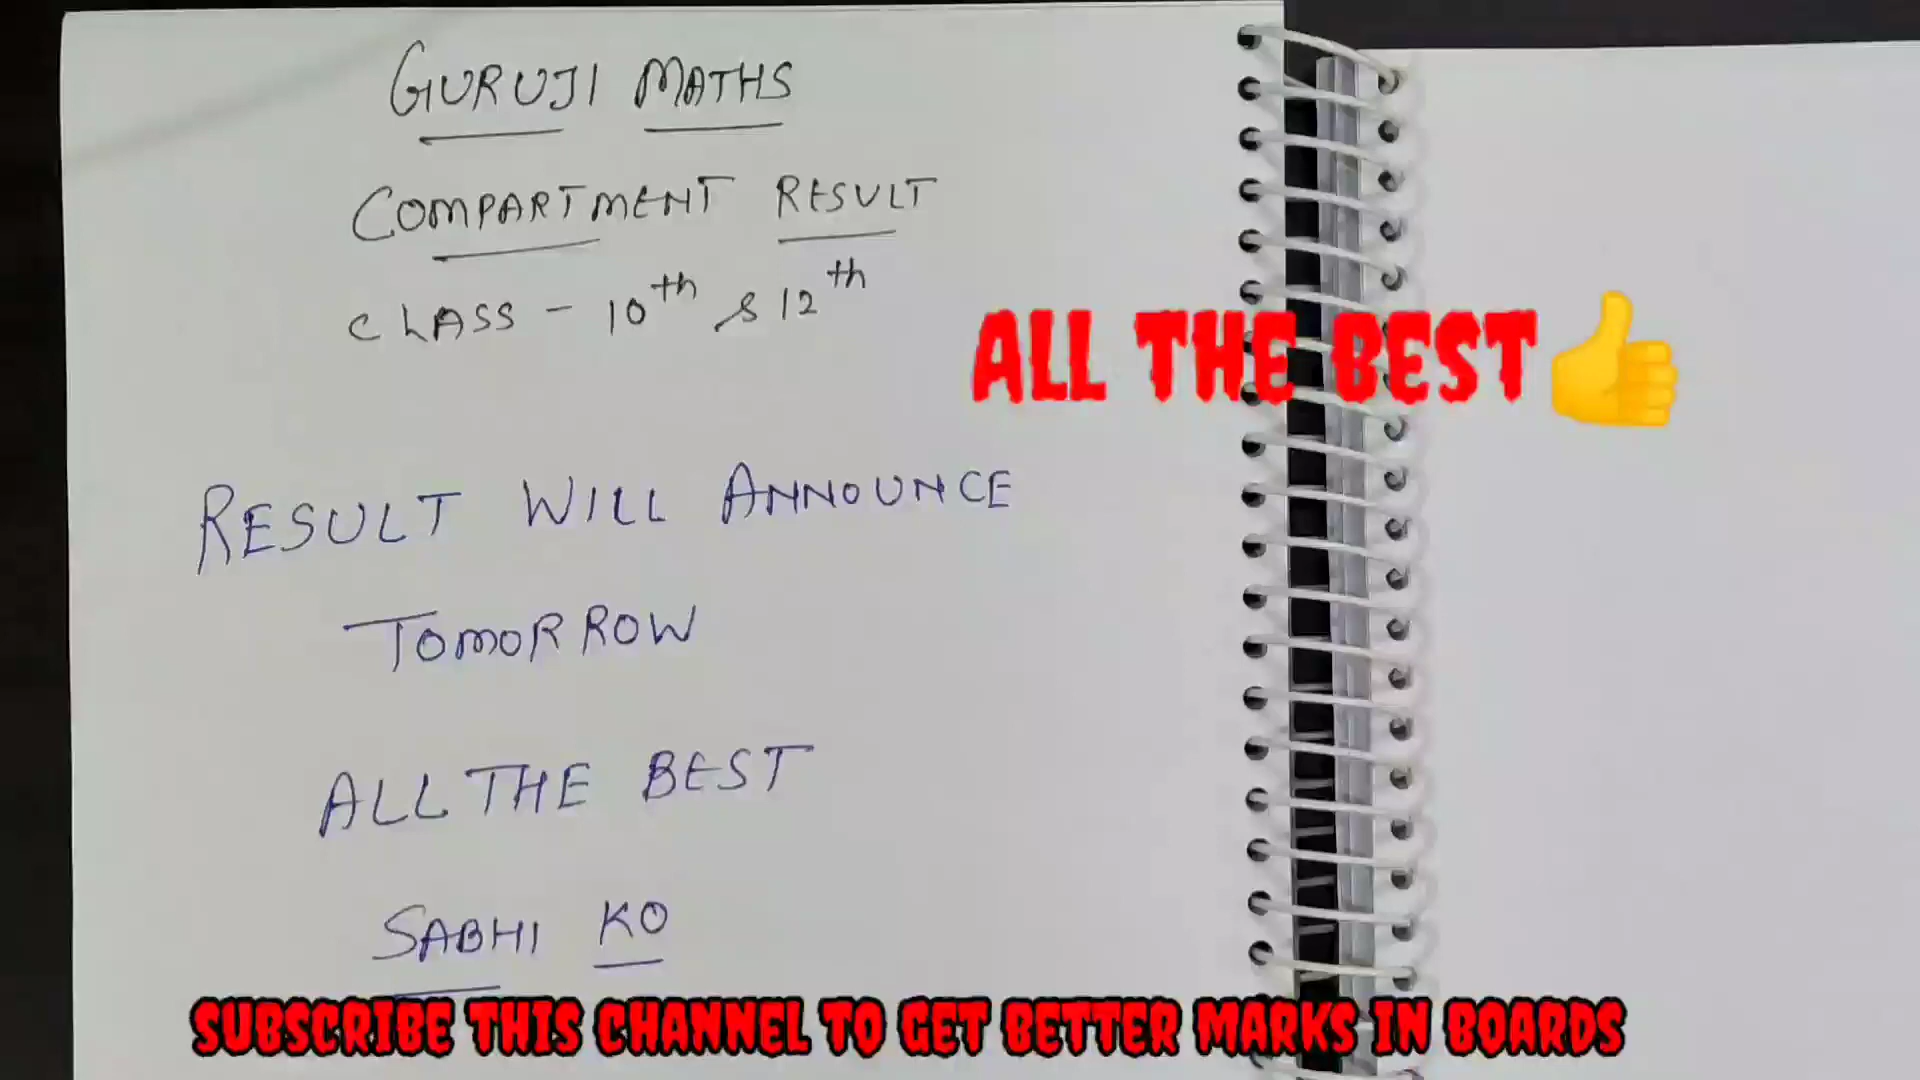 GURUJI MATHS
COMPARTMENT RESULT
CLASS - 10th & 12th
ALL THE BEST👍
RESULT WILL ANNOUNCE
TOMORROW
ALL THE BEST
SABHI KO
SUBSCRIBE THIS CHANNEL TO GET BETTER MARKS IN BOARDS